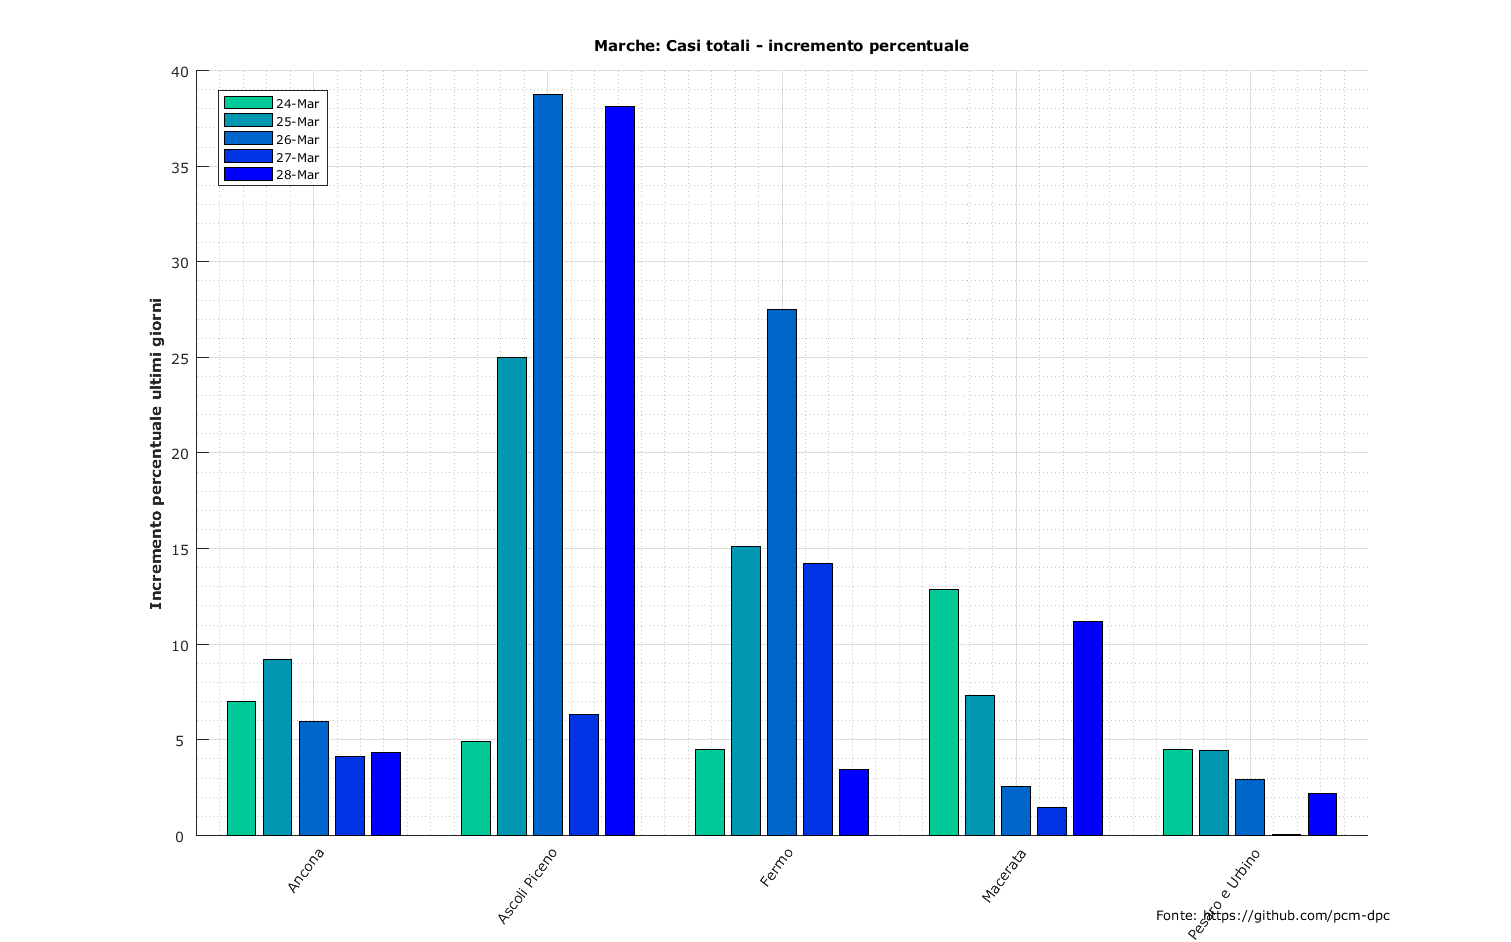 Marche: Casi totali - incremento percentuale
40
35
30
25
20
15
10
5
0
Incremento percentuale ultimi giorni
24-Mar
25-Mar
26-Mar
27-Mar
28-Mar
Ancona
Ascoli Piceno
Fermo
Macerata
Pesaro e Urbino
Fonte: https://github.com/pcm-dpc